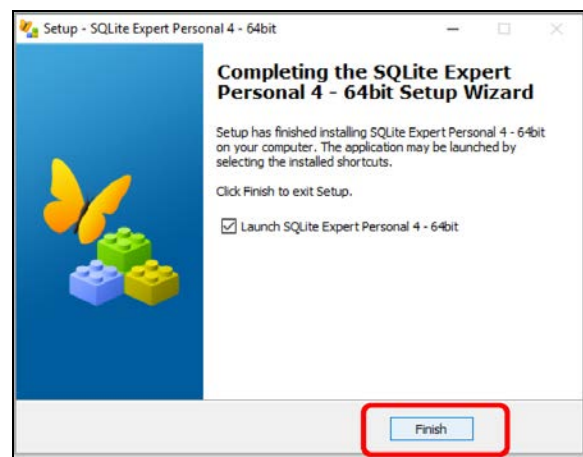 Setup - SQLite Expert Personal 4 - 64bit
Completing the SQLite Expert
Personal 4 - 64bit Setup Wizard
Setup has finished installing SQLite Expert Personal 4 - 64bit
on your computer. The application may be launched by
selecting the installed shortcuts.
Click Finish to exit Setup.
Launch SQLite Expert Personal 4 - 64bit
Finish